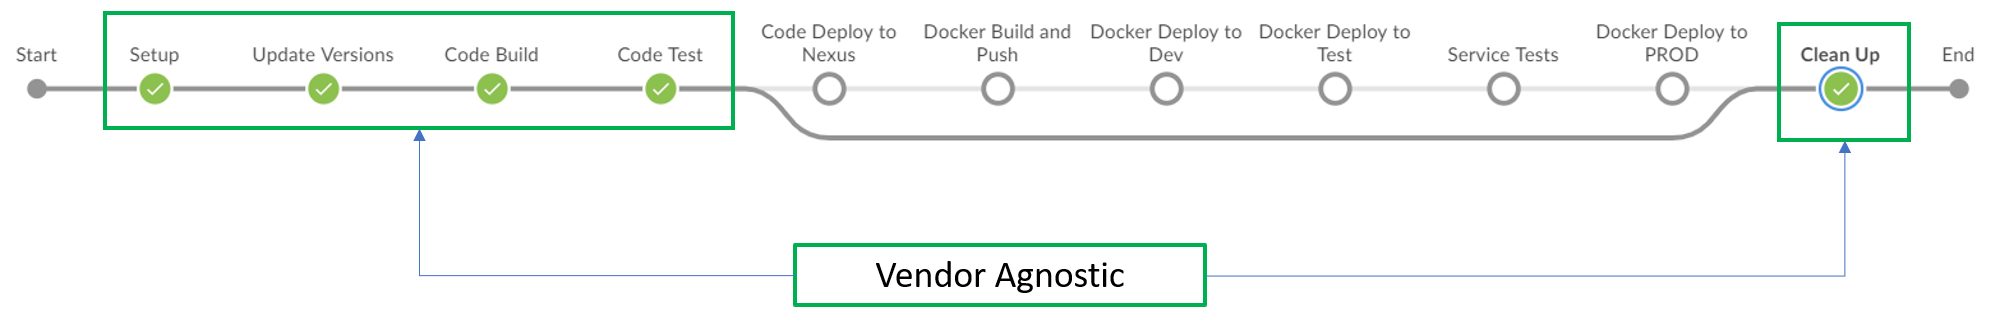 Start
Setup
Update Versions
Code Build
Code Test
Code Deploy to
Nexus
Docker Build and
Push
Docker Deploy to
Dev
Docker Deploy to
Test
Service Tests
Docker Deploy to
PROD
Clean Up
End
Vendor Agnostic